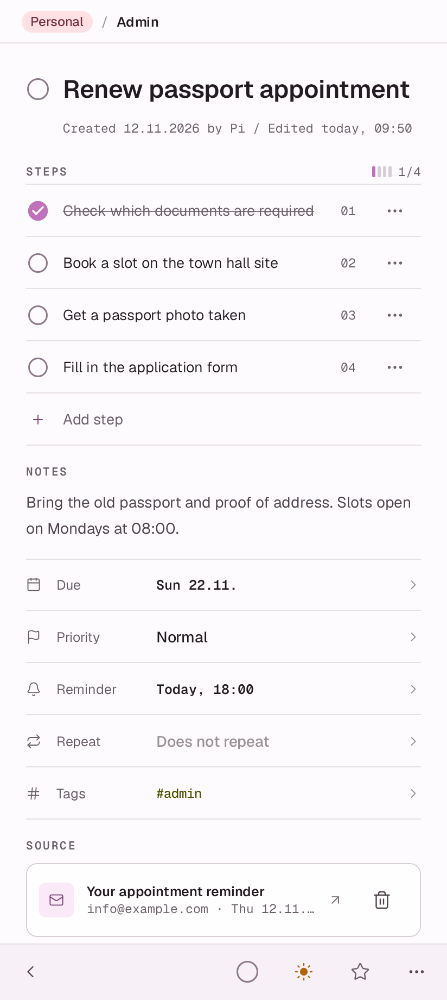 Personal / Admin
Renew passport appointment
Created 12.11.2026 by Pi / Edited today, 09:50
STEPS 1/4
Check which documents are required 01
Book a slot on the town hall site 02
Get a passport photo taken 03
Fill in the application form 04
+ Add step
NOTES
Bring the old passport and proof of address. Slots open
on Mondays at 08:00.
Due Sun 22.11.
Priority Normal
Reminder Today, 18:00
Repeat Does not repeat
Tags #admin
SOURCE
Your appointment reminder
info@example.com · Thu 12.11.…